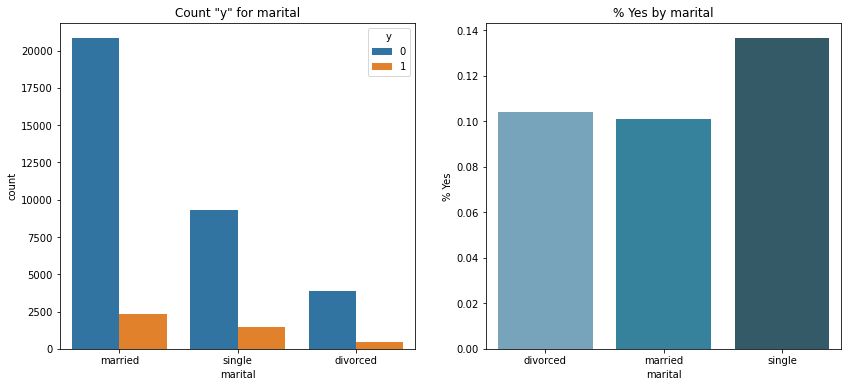 Count "y" for marital
y
0
1
20000
17500
15000
12500
10000
7500
5000
2500
0
count
married single divorced
marital
% Yes by marital
0.14
0.12
0.10
0.08
0.06
0.04
0.02
0.00
% Yes
divorced married single
marital